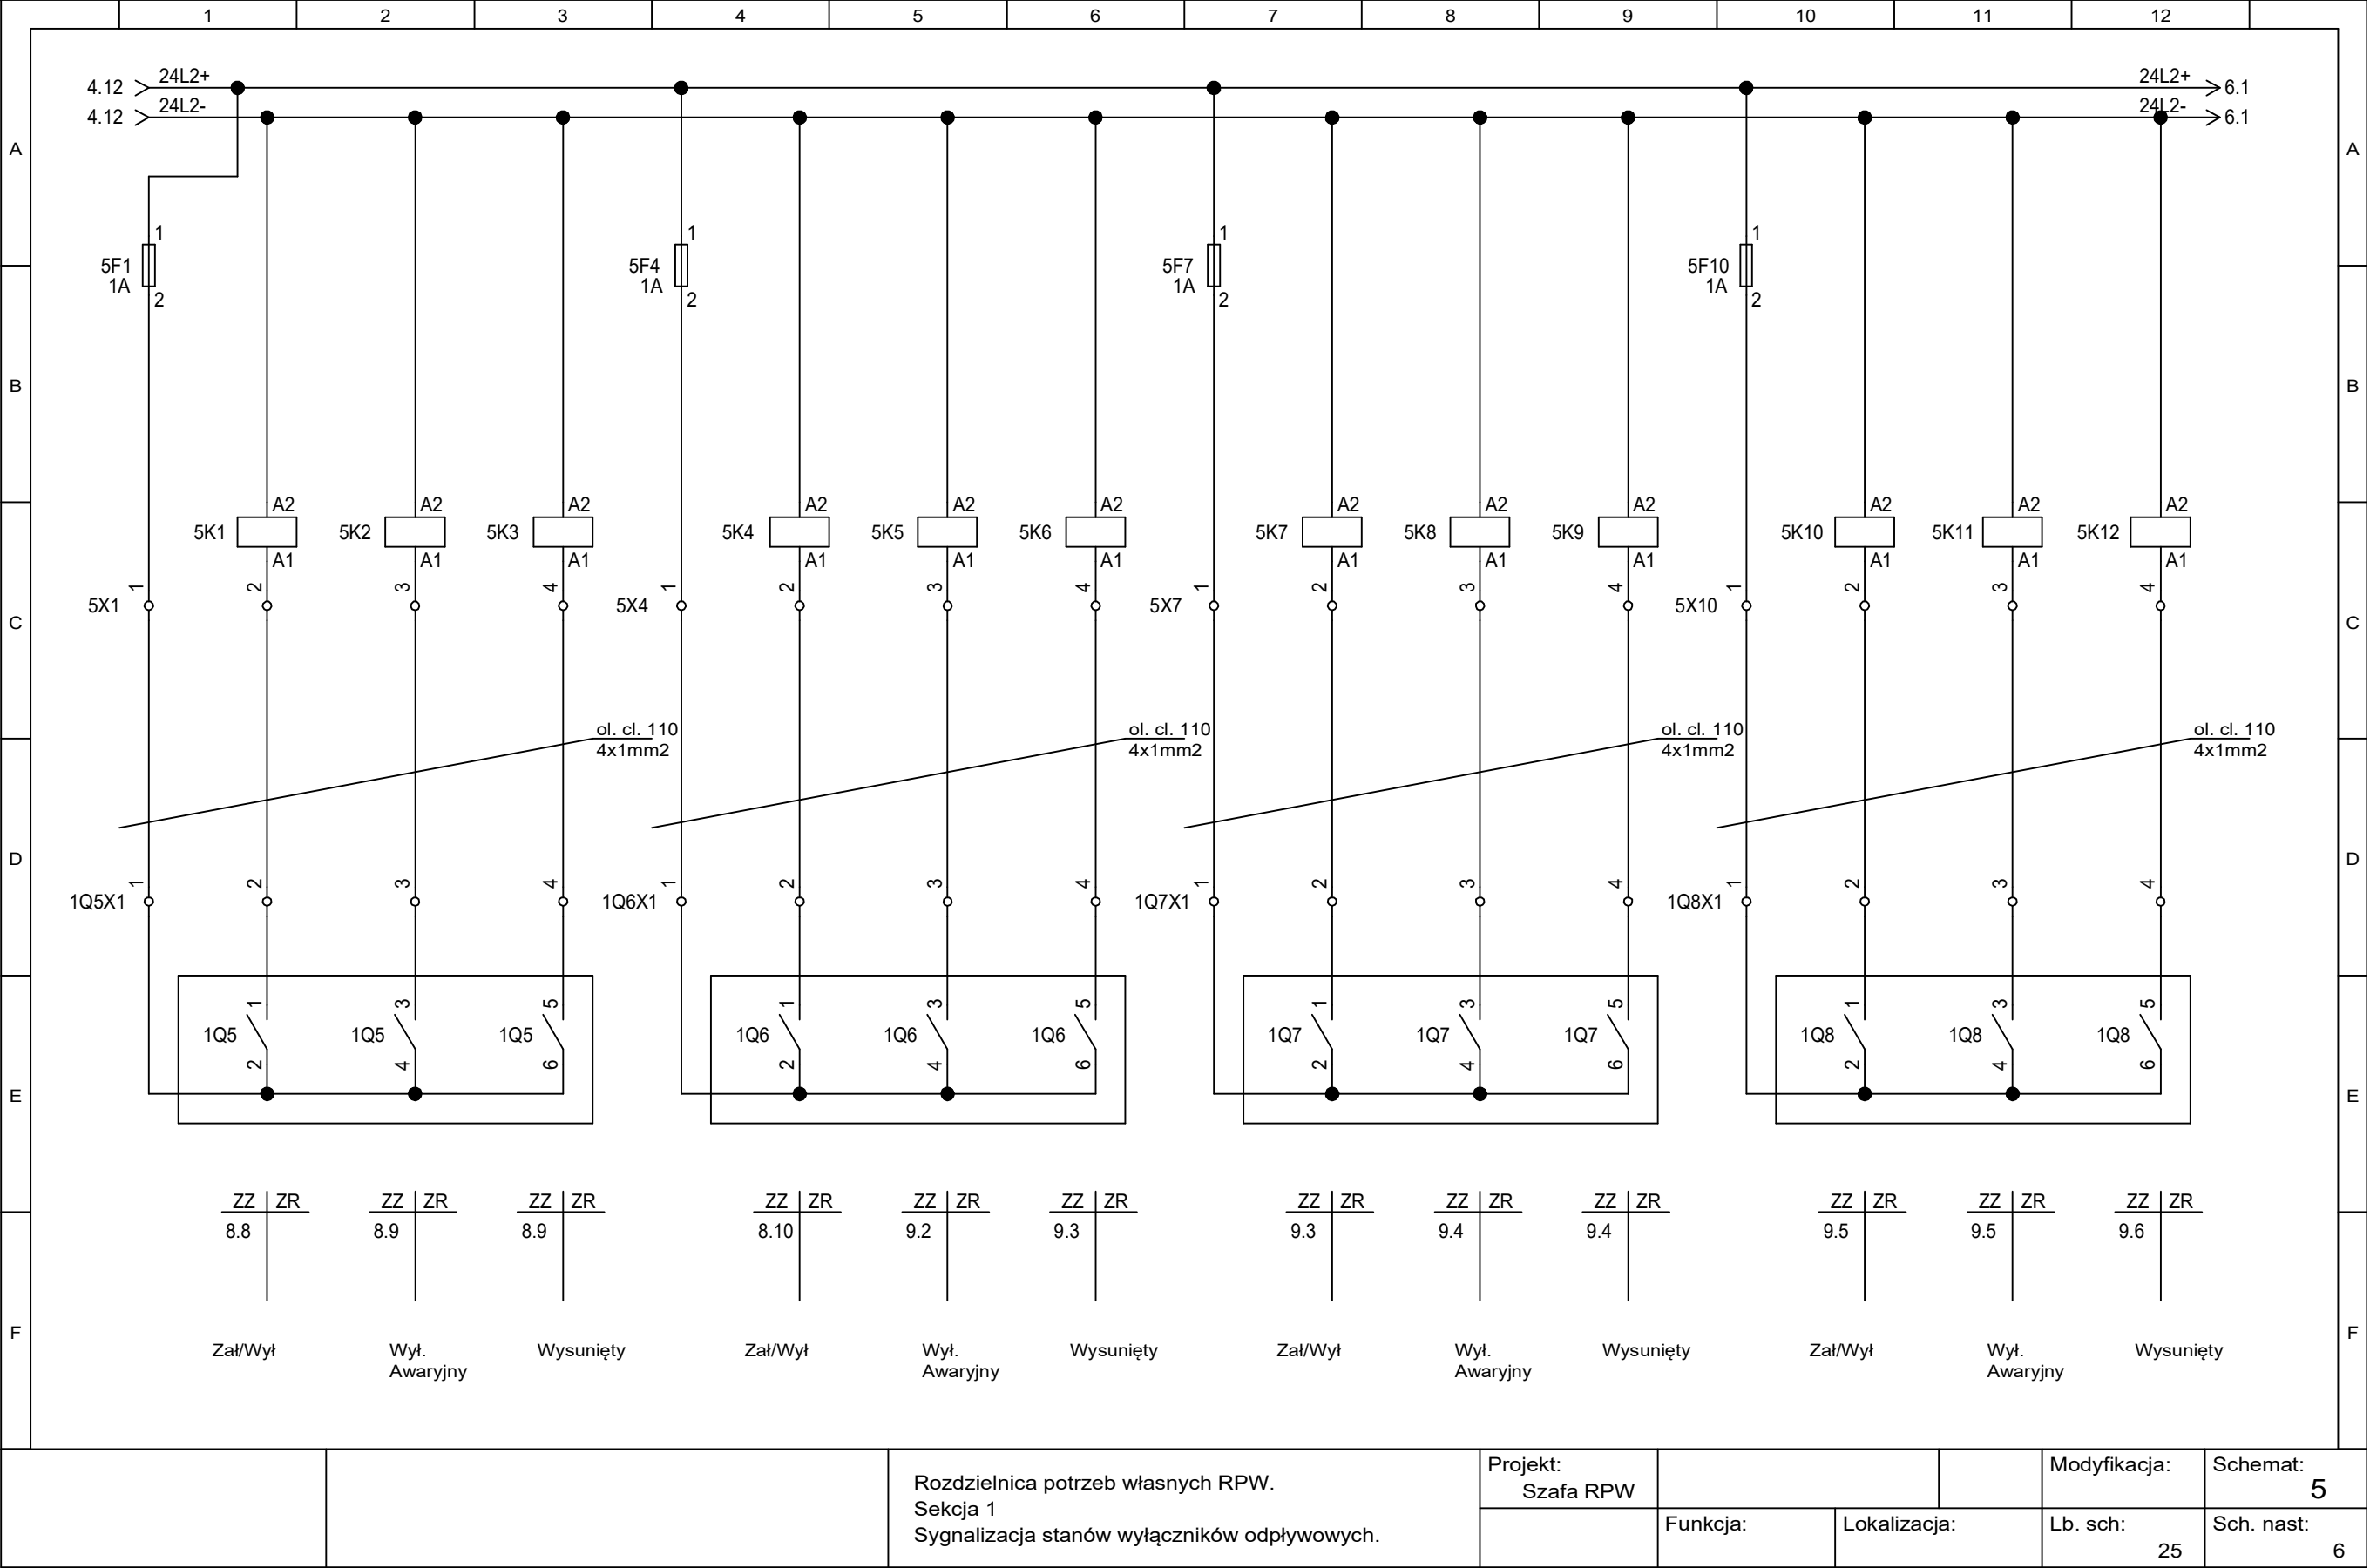 1 2 3 4 5 6 7 8 9 10 11 12
4.12 24L2+ 24L2+ 6.1
4.12 24L2- 24L2- 6.1
A A
1 1 1 1
5F1 5F4 5F7 5F10
1A 1A 1A 1A
2 2 2 2
B B
A2 A2 A2 A2 A2 A2 A2 A2 A2 A2 A2 A2
5K1 5K2 5K3 5K4 5K5 5K6 5K7 5K8 5K9 5K10 5K11 5K12
A1 A1 A1 A1 A1 A1 A1 A1 A1 A1 A1 A1
1 2 3 4 1 2 3 4 1 2 3 4 1 2 3 4
5X1 5X4 5X7 5X10
C C
ol. cl. 110 ol. cl. 110 ol. cl. 110 ol. cl. 110
4x1mm2 4x1mm2 4x1mm2 4x1mm2
D D
1 2 3 4 1 2 3 4 1 2 3 4 1 2 3 4
1Q5X1 1Q6X1 1Q7X1 1Q8X1
1 3 5 1 3 5 1 3 5 1 3 5
1Q5 1Q5 1Q5 1Q6 1Q6 1Q6 1Q7 1Q7 1Q7 1Q8 1Q8 1Q8
2 4 6 2 4 6 2 4 6 2 4 6
E E
ZZ ZR ZZ ZR ZZ ZR ZZ ZR ZZ ZR ZZ ZR ZZ ZR ZZ ZR ZZ ZR ZZ ZR ZZ ZR ZZ ZR
8.8 8.9 8.9 8.10 9.2 9.3 9.3 9.4 9.4 9.5 9.5 9.6
F F
Zał/Wył Wył. Wysunięty Zał/Wył Wył. Wysunięty Zał/Wył Wył. Wysunięty Zał/Wył Wył. Wysunięty
Awaryjny Awaryjny Awaryjny Awaryjny
Rozdzielnica potrzeb własnych RPW.
Sekcja 1
Sygnalizacja stanów wyłączników odpływowych.
Projekt: Modyfikacja: Schemat:
Szafa RPW 5
Funkcja: Lokalizacja: Lb. sch: Sch. nast:
25 6